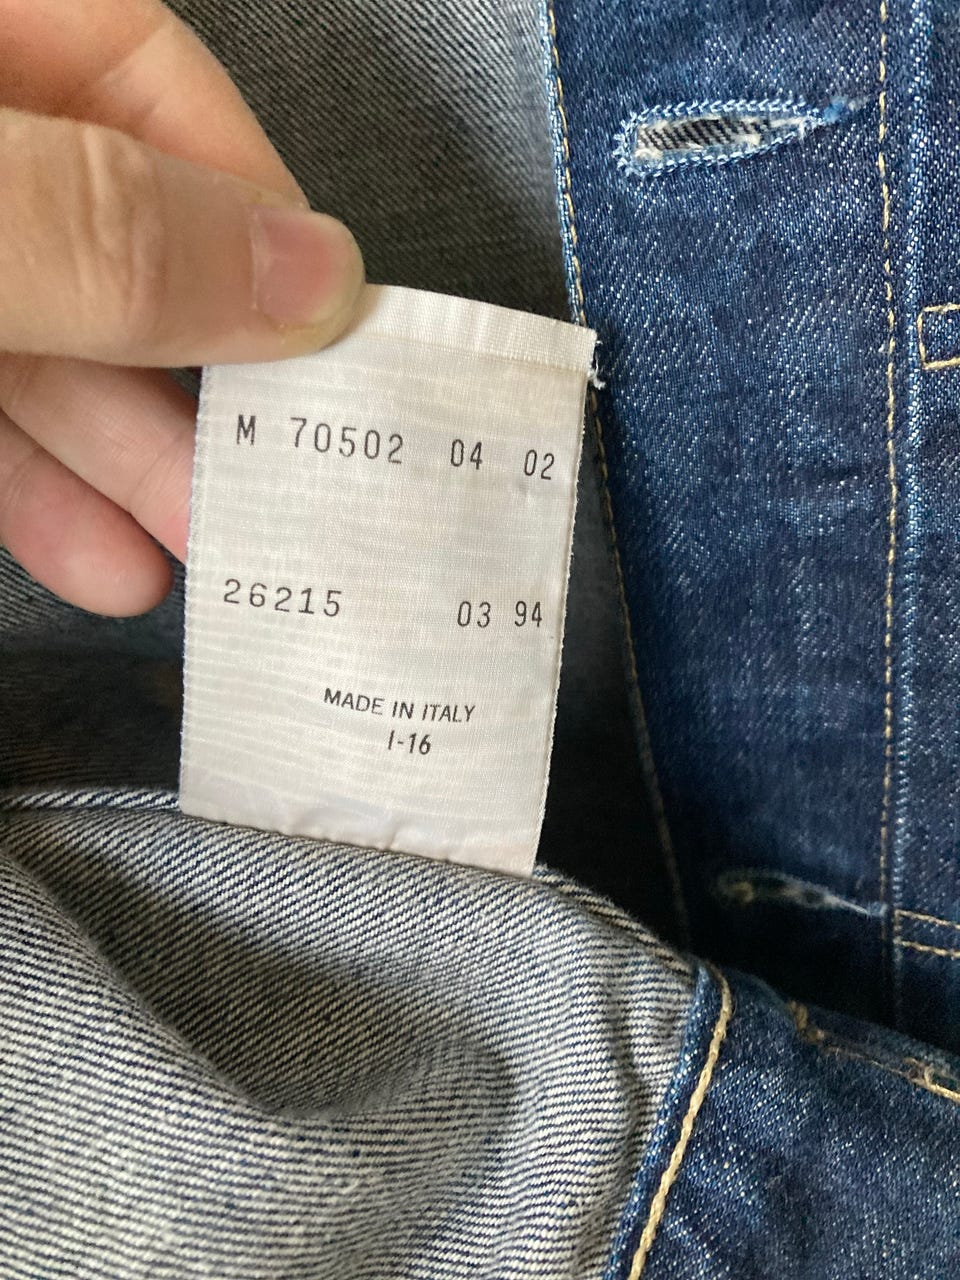 M 70502 04 02
26215 03 94
MADE IN ITALY
I-16